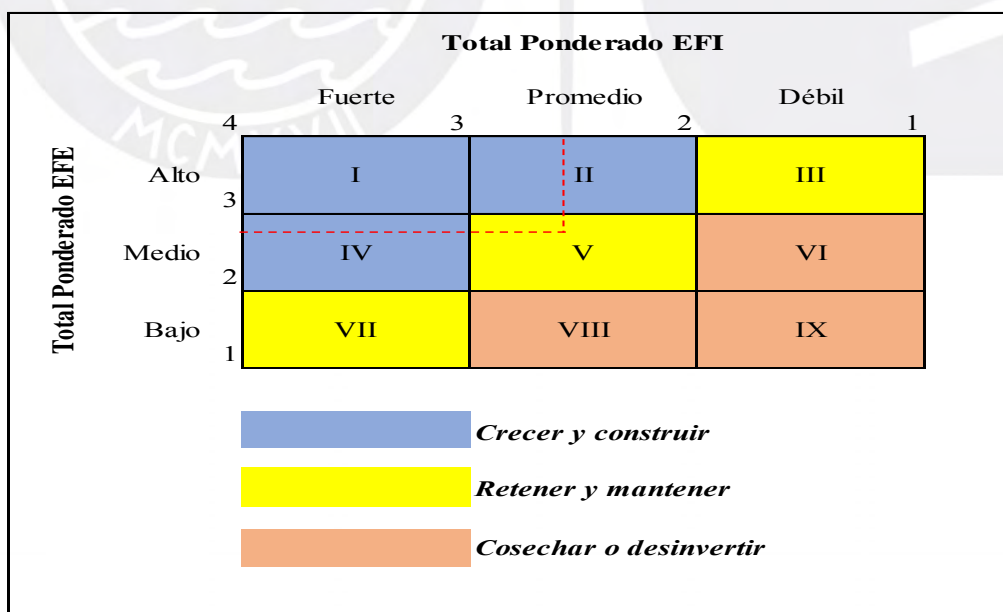 Total Ponderado EFI
Fuerte Promedio Débil
4 3 2 1
Total Ponderado EFE
Alto I II III
3
Medio IV V VI
2
Bajo VII VIII IX
1
Crecer y construir
Retener y mantener
Cosechar o desinvertir